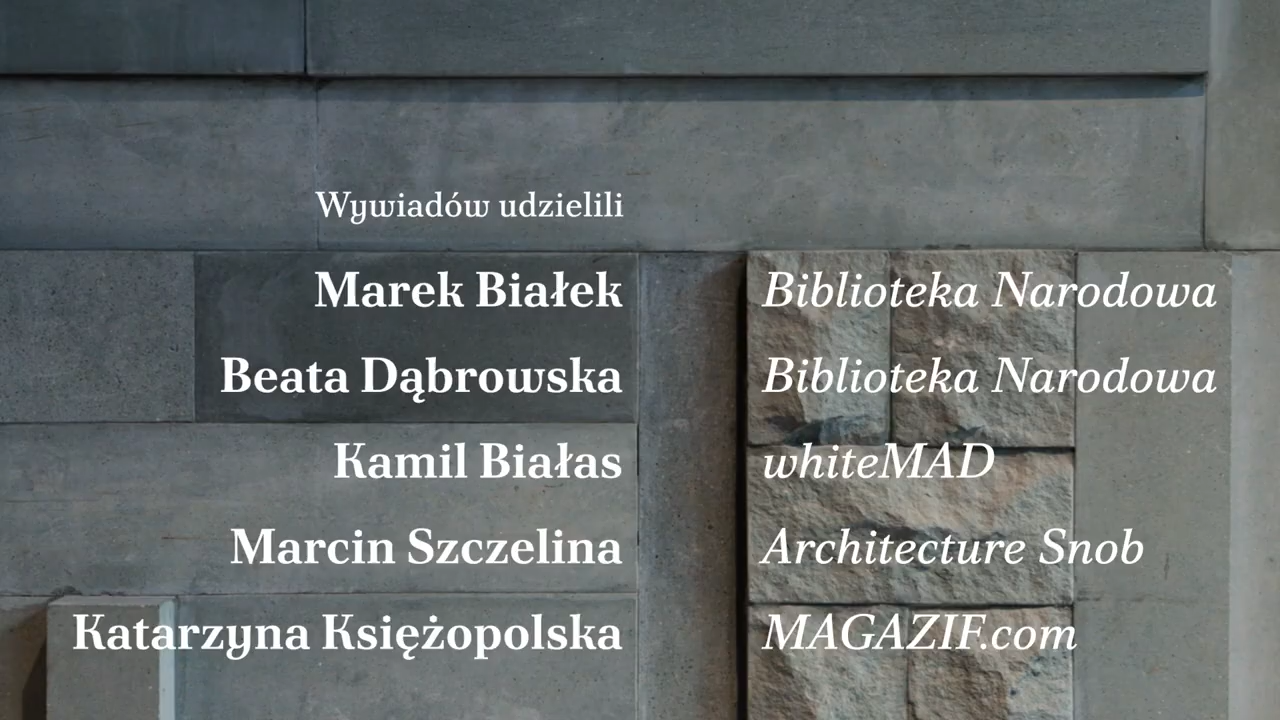 Wywiadów udzielili
Marek Białek Biblioteka Narodowa
Beata Dąbrowska Biblioteka Narodowa
Kamil Białas whiteMAD
Marcin Szczelina Architecture Snob
Katarzyna Księżopolska MAGAZIF.com